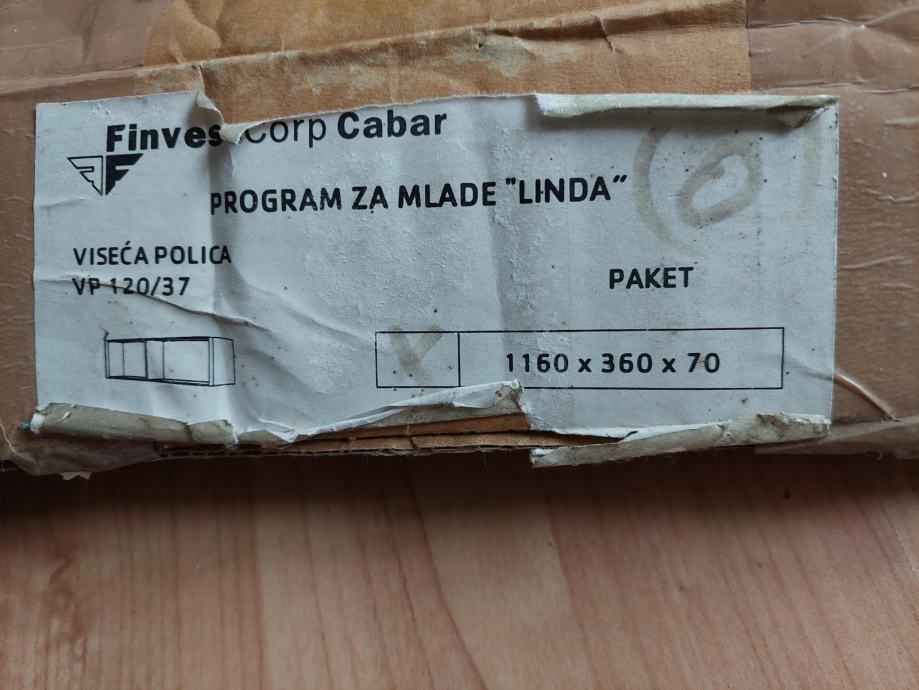 Finves Corp Cabar
PROGRAM ZA MLADE "LINDA"
VISEĆA POLICA
VP 120/37
PAKET
1160 x 360 x 70